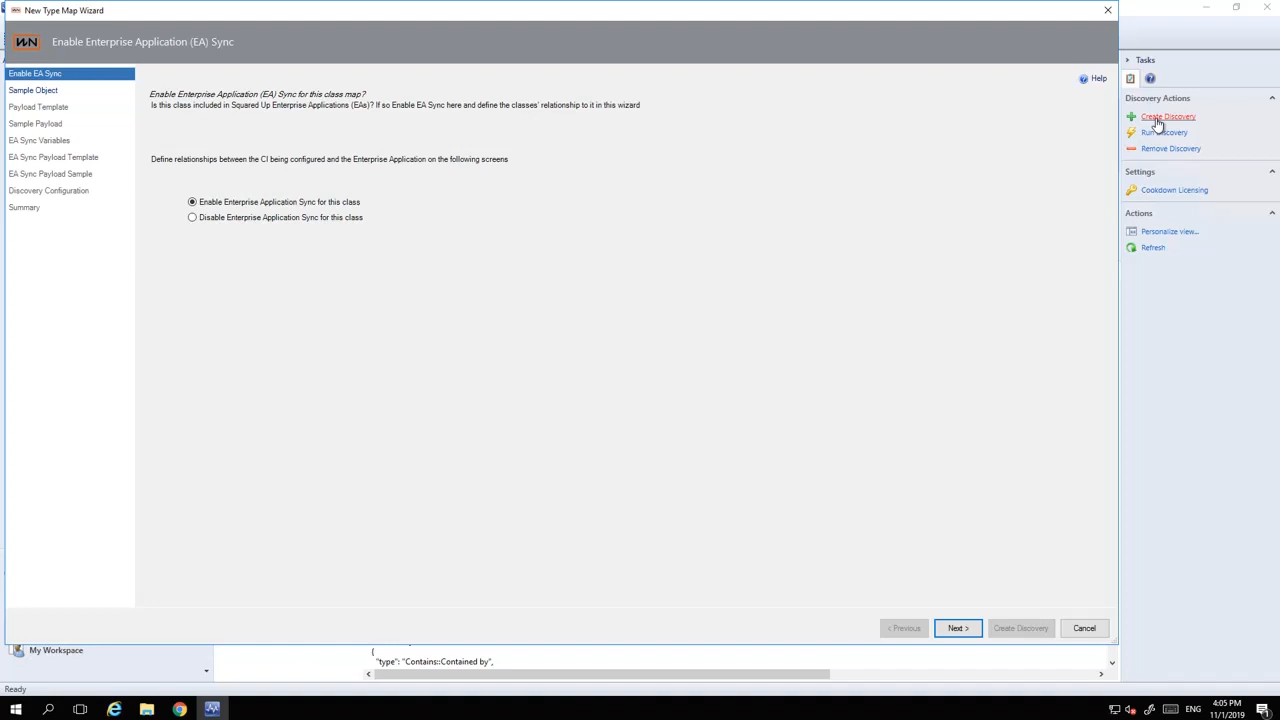 New Type Map Wizard
Enable Enterprise Application (EA) Sync
Enable EA Sync
Sample Object
Payload Template
Sample Payload
EA Sync Variables
EA Sync Payload Template
EA Sync Payload Sample
Discovery Configuration
Summary
Help
Enable Enterprise Application (EA) Sync for this class map?
Is this class included in Squared Up Enterprise Applications (EAs)? If so Enable EA Sync here and define the classes' relationship to it in this wizard
Define relationships between the CI being configured and the Enterprise Application on the following screens
Enable Enterprise Application Sync for this class
Disable Enterprise Application Sync for this class
< Previous
Next >
Create Discovery
Cancel
Tasks
Discovery Actions
Create Discovery
Run Discovery
Remove Discovery
Settings
Cookdown Licensing
Actions
Personalize view...
Refresh
My Workspace
{
"type": "Contains::Contained by",
Ready
ENG
4:05 PM
11/1/2019